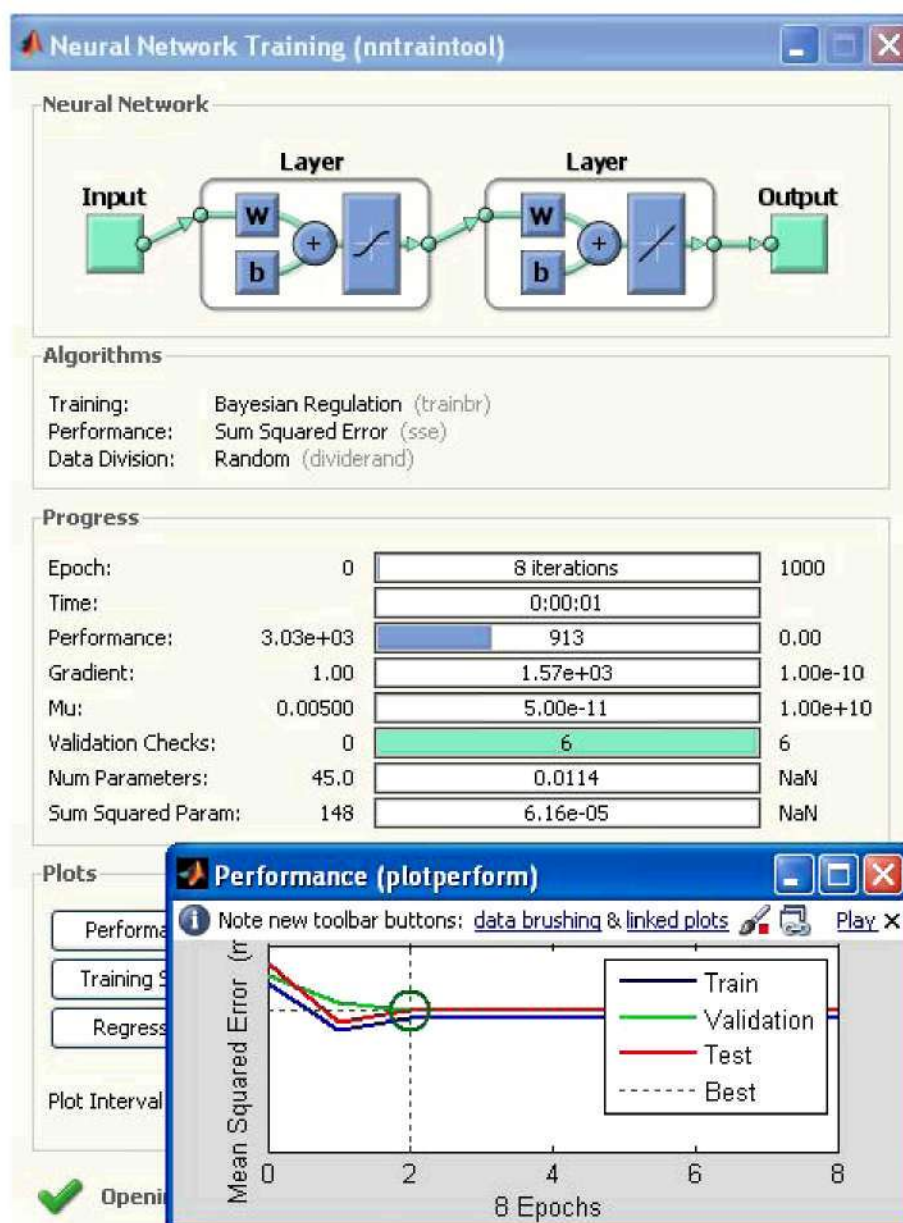 Neural Network Training (nntraintool)
Neural Network
Layer
Layer
Input
Output
W
b
+
W
b
+
Algorithms
Training: Bayesian Regulation (trainbr)
Performance: Sum Squared Error (sse)
Data Division: Random (dividerand)
Progress
Epoch: 0 8 iterations 1000
Time: 0:00:01
Performance: 3.03e+03 913 0.00
Gradient: 1.00 1.57e+03 1.00e-10
Mu: 0.00500 5.00e-11 1.00e+10
Validation Checks: 0 6 6
Num Parameters: 45.0 0.0114 NaN
Sum Squared Param: 148 6.16e-05 NaN
Plots
Performa
Training S
Regress
Plot Interval
Openin
Performance (plotperform)
Note new toolbar buttons: data brushing & linked plots Play
Mean Squared Error (m
Train
Validation
Test
Best
0 2 4 6 8
8 Epochs